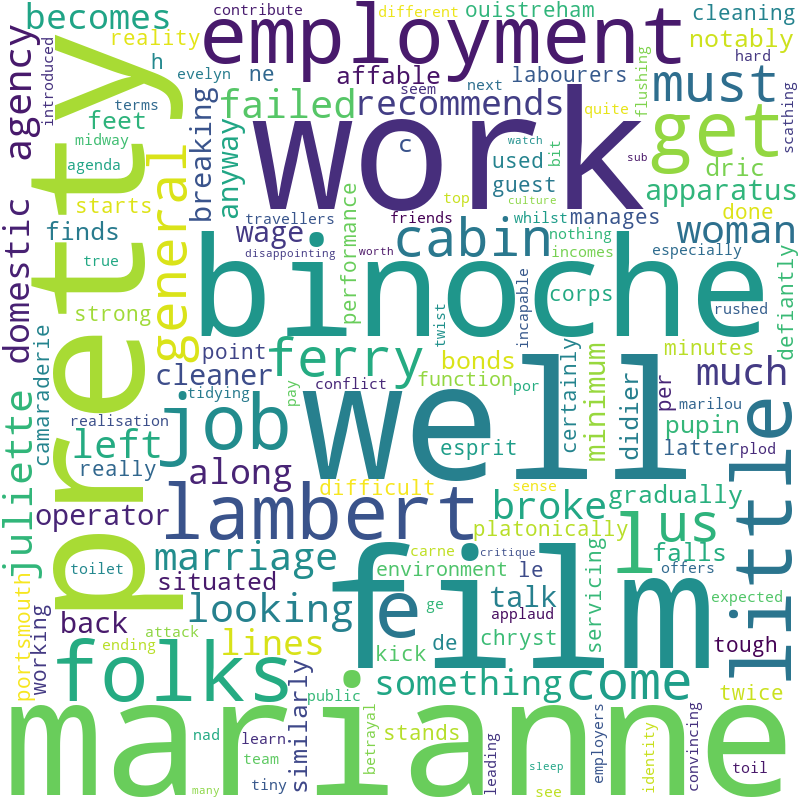 contribute
different
ouistreham
cleaning
becomes
employment
notably
reality
introduced
h
evelyn
ne
affable
labourers
hard
agency
terms
seem
next
flushing
must
scathing
failed
recommends
quite
feet
midway
work
get
agenda
breaking
anyway
c
used
watch
bit
sub
dric
pretty
general
guest
culture
apparatus
starts
travellers
friends
whilst
manages
done
finds
wage
top
nothing
woman
domestic
true
disappointing
worth
cabin
incomes
especially
performance
binoche
corps
rushed
defiantly
strong
twist
incapable
camaraderie
point
ferry
bonds
certainly
minimum
minutes
cleaner
function
didier
much
juliette
tidying
pay
conflict
por
per
marilou
realisation
job
well
left
esprit
latter
pupin
plod
really
along
difficult
sense
gradually
operator
lambert
broke
platonically
l
us
little
marriage
carne
critique
servicing
falls
toilet
situated
environment
le
offers
portsmouth
working
back
looking
film
e
ge
applaud
talk
expected
attack
de
chryst
tough
ending
lines
kick
folks
similarly
public
something
come
twice
marianne
betrayal
stands
leading
employers
identity
convincing
nad
learn
team
tiny
toil
many
sleep
see